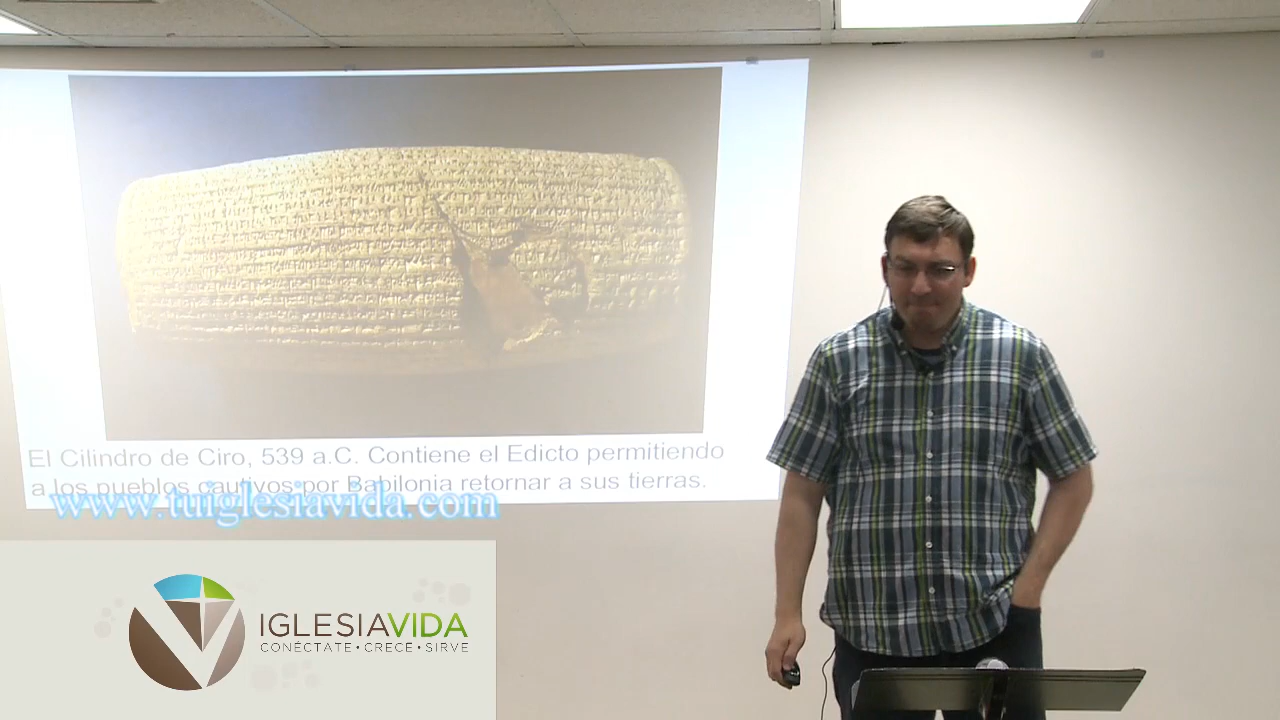 El Cilindro de Ciro, 539 a.C. Contiene el Edicto permitiendo
a los pueblos cautivos por Babilonia retornar a sus tierras.
www.tuiglesiavida.com
IGLESIAVIDA
CONÉCTATE • CRECE • SIRVE